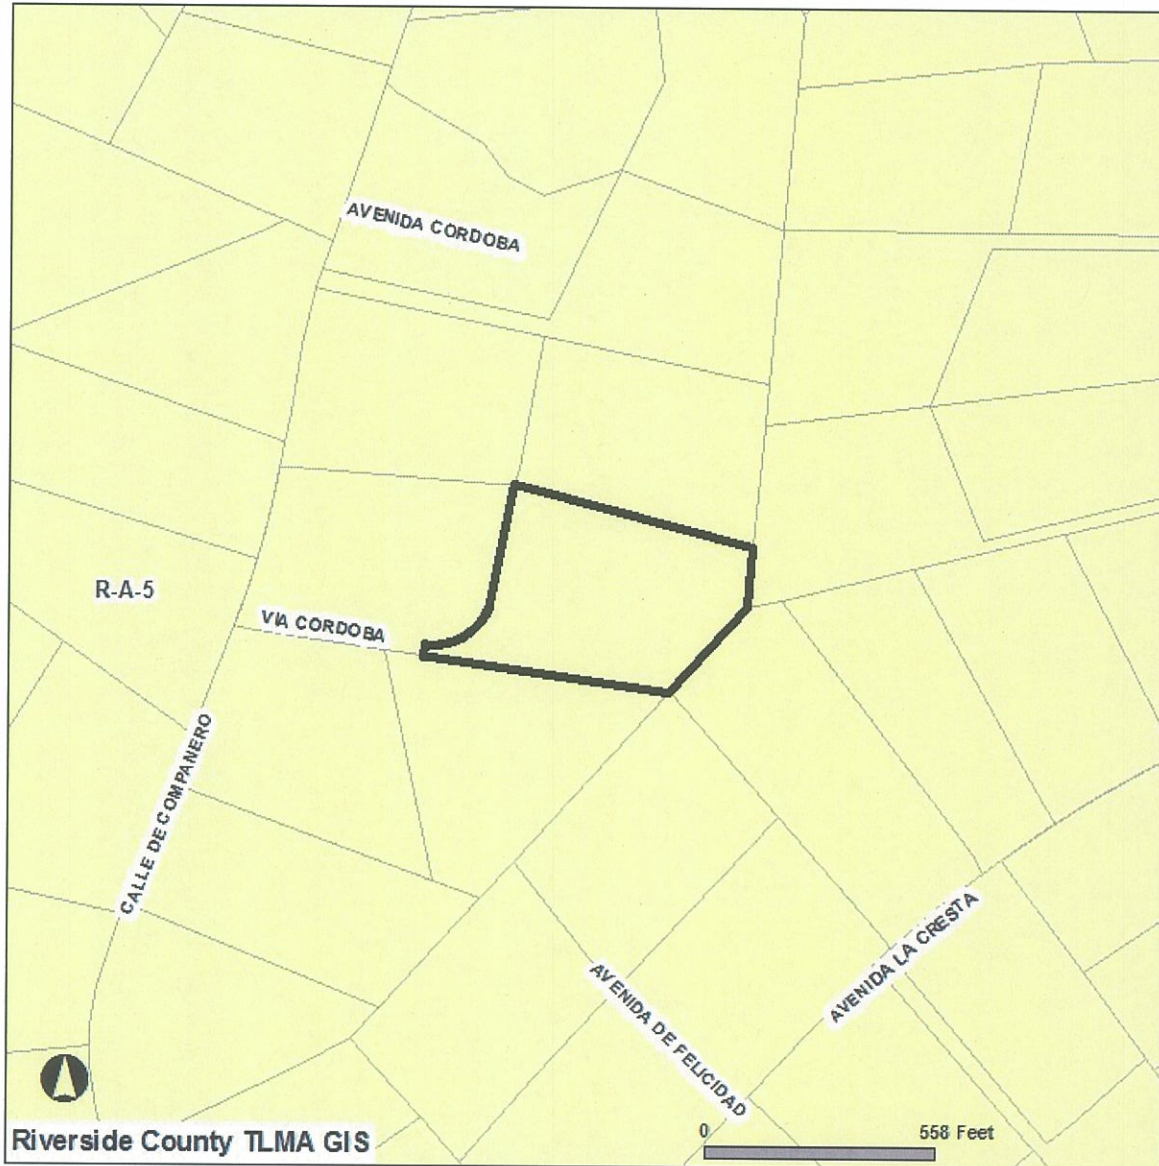 AVENIDA CORDOBA
R-A-5
VIA CORDOBA
CALLE DE COMPANERO
AVENIDA LA CRESTA
AVENIDA DE FELICIDAD
Riverside County TLMA GIS
0 558 Feet